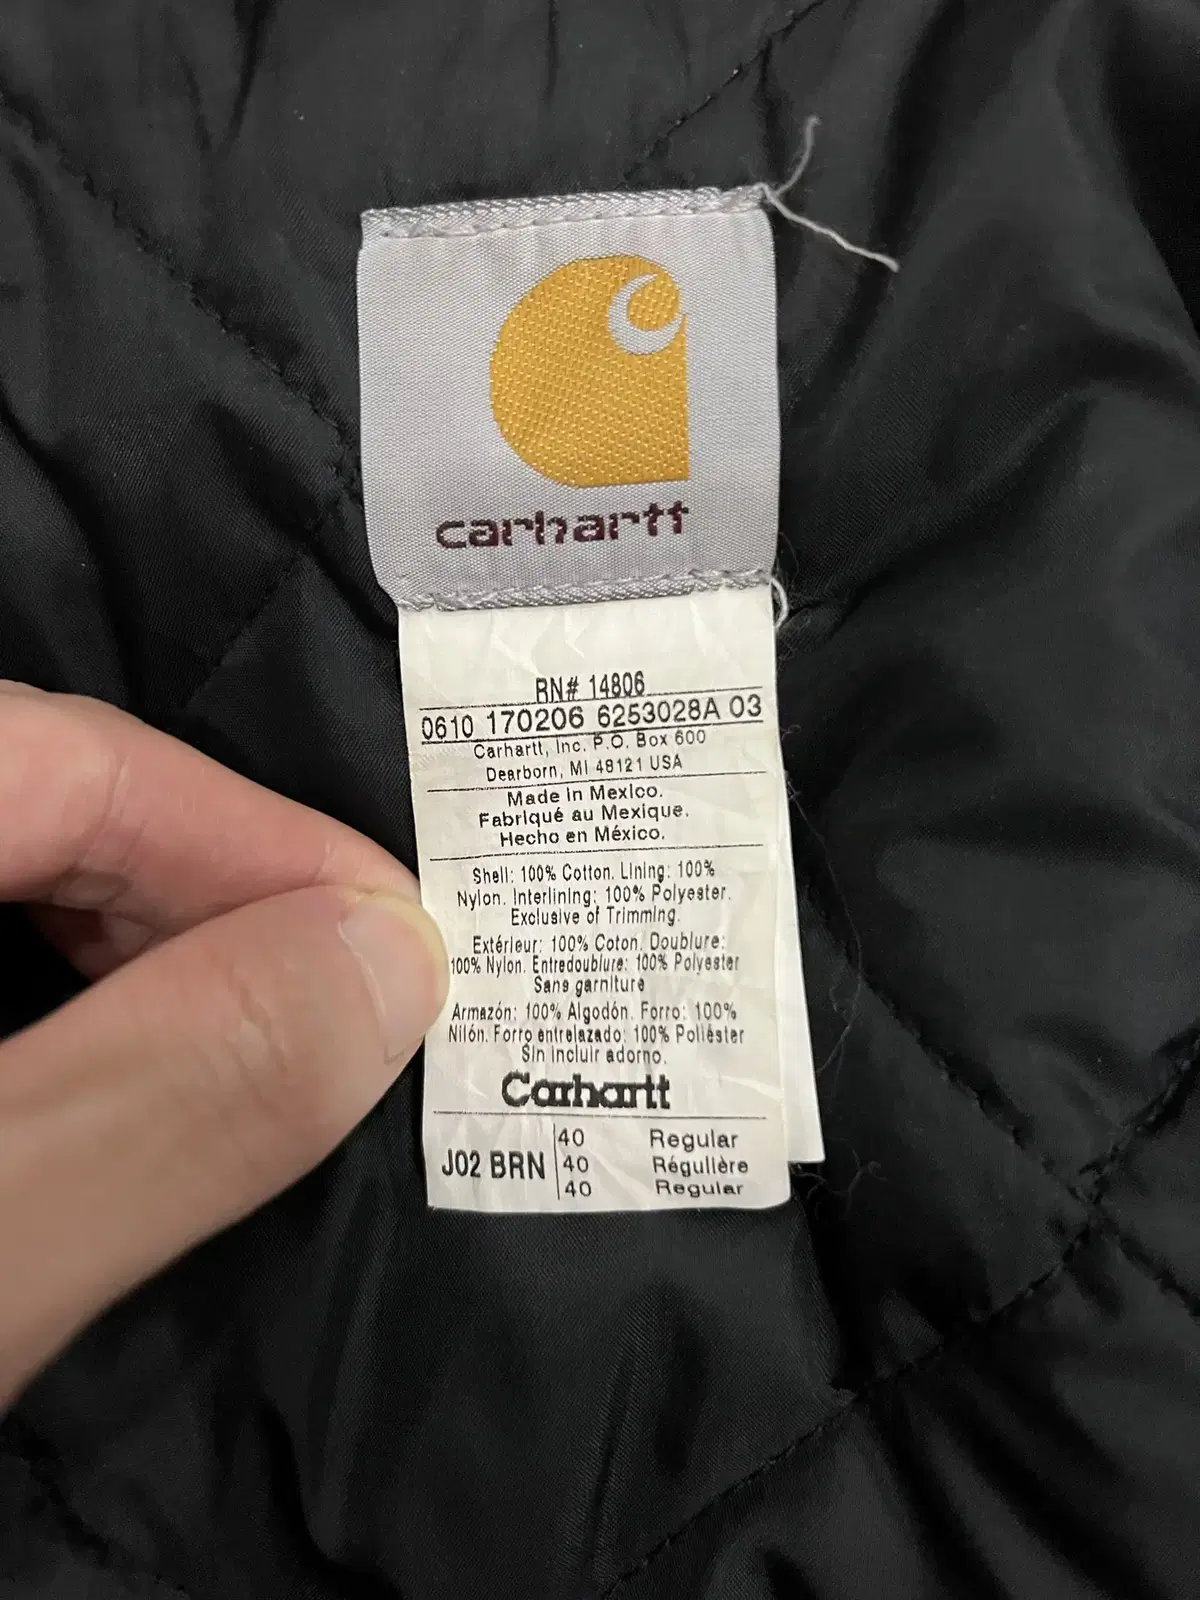 carhartt
RN# 14806
0610 170206 6253028A 03
Carhartt, Inc. P.O. Box 600
Dearborn, MI 48121 USA
Made in Mexico.
Fabriqué au Mexique.
Hecho en México.
Shell: 100% Cotton. Lining: 100%
Nylon. Interlining: 100% Polyester.
Exclusive of Trimming.
Extérieur: 100% Coton. Doublure:
100% Nylon. Entredoublure: 100% Polyester
Sans garniture
Armazón: 100% Algodón. Forro: 100%
Nilón. Forro entrelazado: 100% Poliéster
Sin incluir adorno.
Carhartt
J02 BRN
40 Regular
40 Régulière
40 Regular